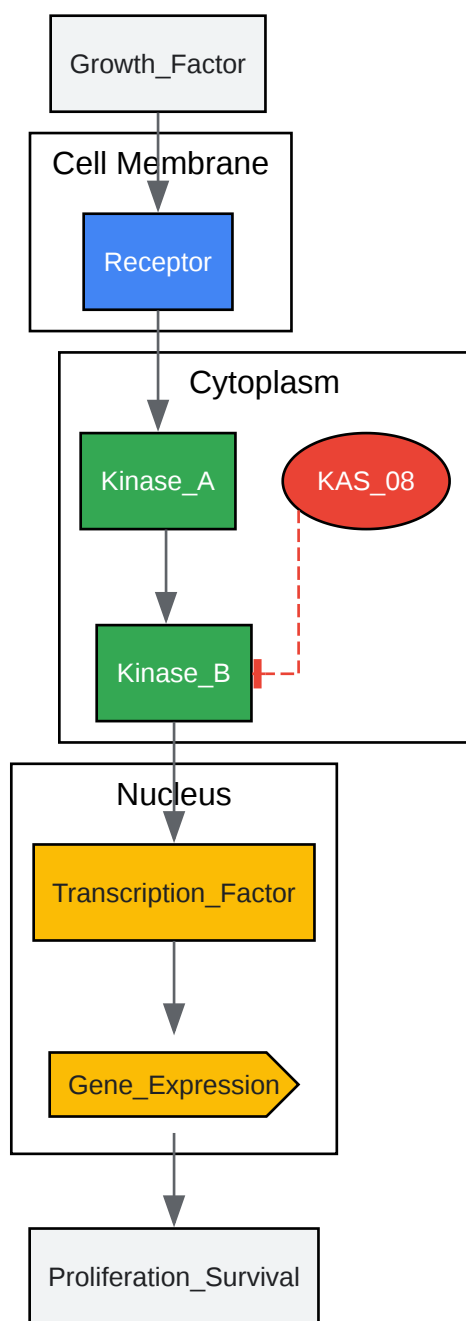 Growth_Factor
Cell Membrane
Receptor
Cytoplasm
Kinase_A
KAS_08
Kinase_B
Nucleus
Transcription_Factor
Gene_Expression
Proliferation_Survival